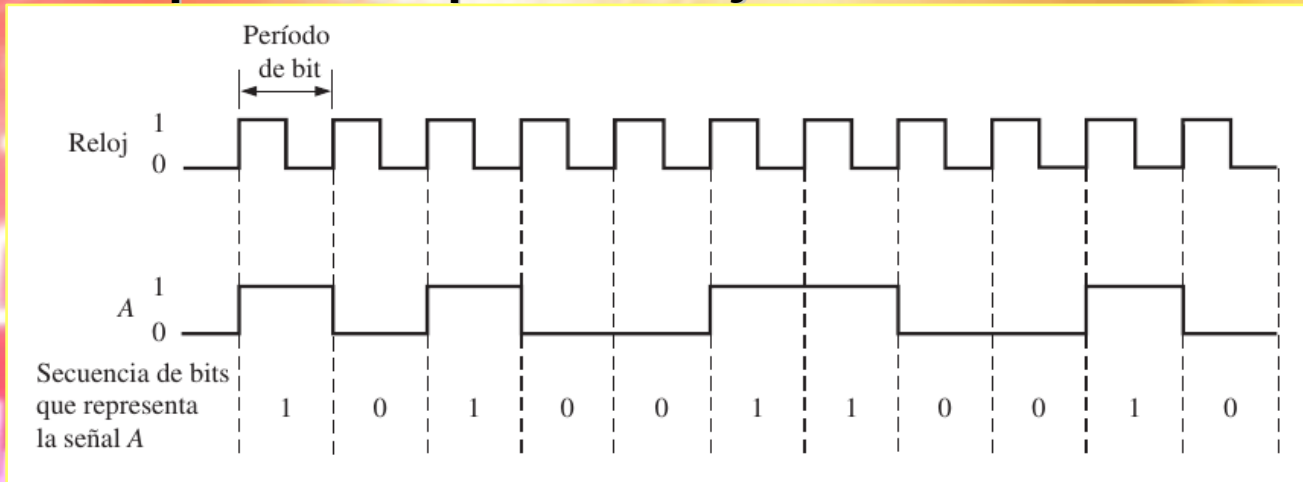 Período
de bit
Reloj
1
0
A
1
0
Secuencia de bits
que representa
la señal A
1 0 1 0 0 1 1 0 0 1 0